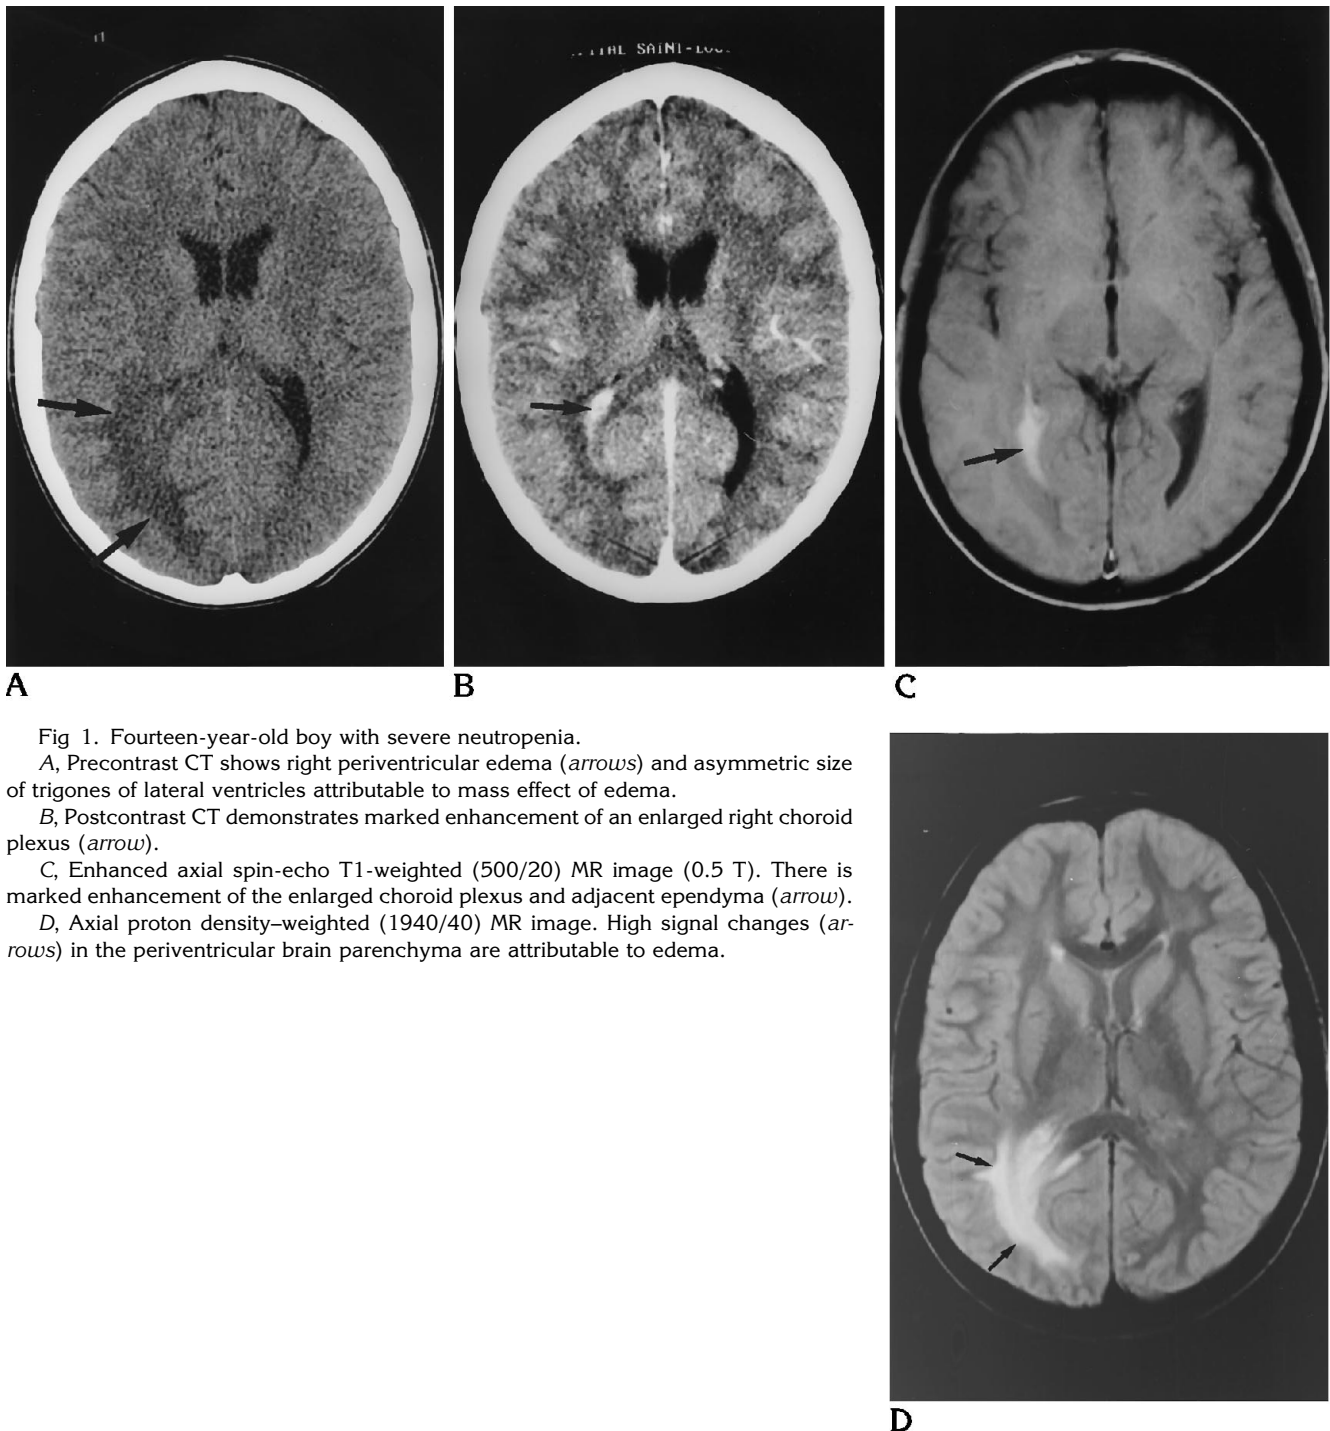 SAINT-LOU
A
B
C
Fig 1. Fourteen-year-old boy with severe neutropenia.
A, Precontrast CT shows right periventricular edema (arrows) and asymmetric size
of trigones of lateral ventricles attributable to mass effect of edema.
B, Postcontrast CT demonstrates marked enhancement of an enlarged right choroid
plexus (arrow).
C, Enhanced axial spin-echo T1-weighted (500/20) MR image (0.5 T). There is
marked enhancement of the enlarged choroid plexus and adjacent ependyma (arrow).
D, Axial proton density–weighted (1940/40) MR image. High signal changes (ar-
rows) in the periventricular brain parenchyma are attributable to edema.
D